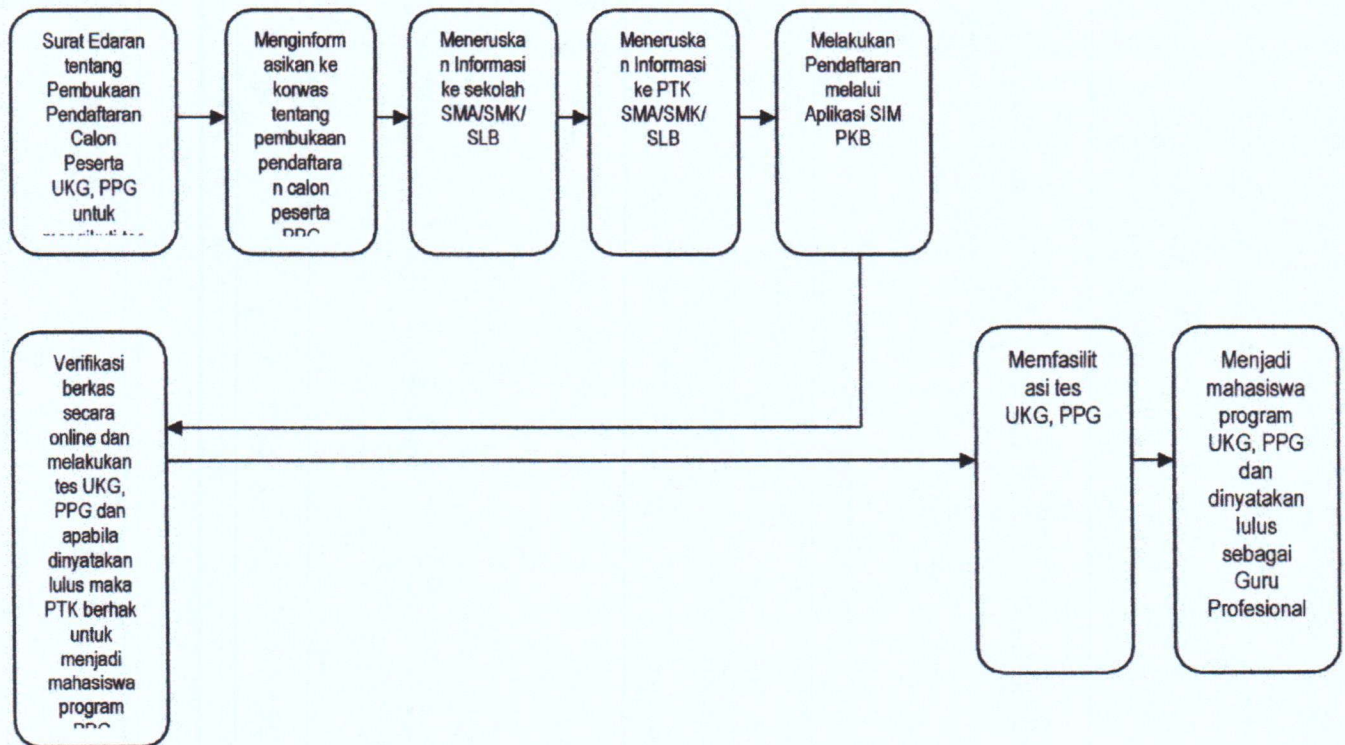 Surat Edaran
tentang
Pembukaan
Pendaftaran
Calon
Peserta
UKG, PPG
untuk
Menginform
asikan ke
korwas
tentang
pembukaan
pendaftara
n calon
peserta
PPG
Meneruska
n Informasi
ke sekolah
SMA/SMK/
SLB
Meneruska
n Informasi
ke PTK
SMA/SMK/
SLB
Melakukan
Pendaftaran
melalui
Aplikasi SIM
PKB
Verifikasi
berkas
secara
online dan
melakukan
tes UKG,
PPG dan
apabila
dinyatakan
lulus maka
PTK berhak
untuk
menjadi
mahasiswa
program
PPG
Memfasilit
asi tes
UKG, PPG
Menjadi
mahasiswa
program
UKG, PPG
dan
dinyatakan
lulus
sebagai
Guru
Profesional